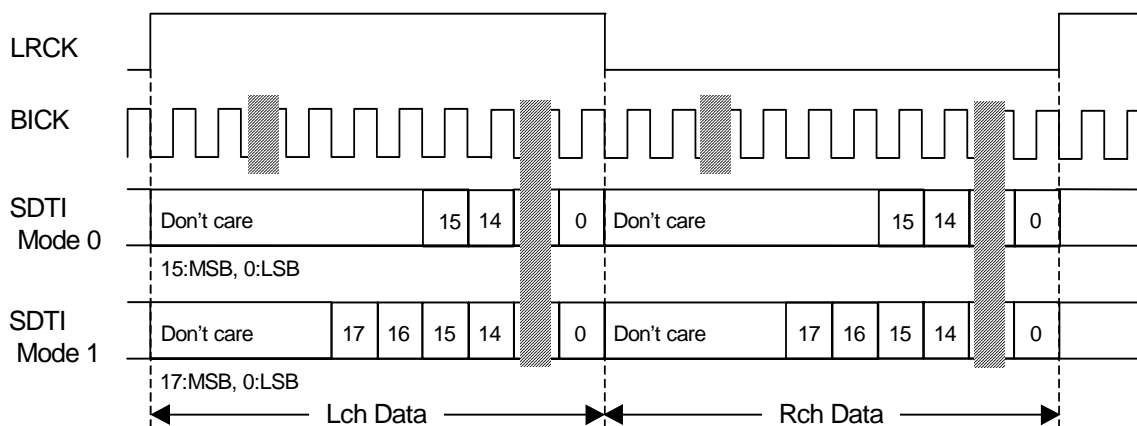 LRCK
BICK
SDTI
Mode 0
Don't care
15
14
0
Don't care
15
14
0
15:MSB, 0:LSB
SDTI
Mode 1
Don't care
17
16
15
14
0
Don't care
17
16
15
14
0
17:MSB, 0:LSB
Lch Data
Rch Data